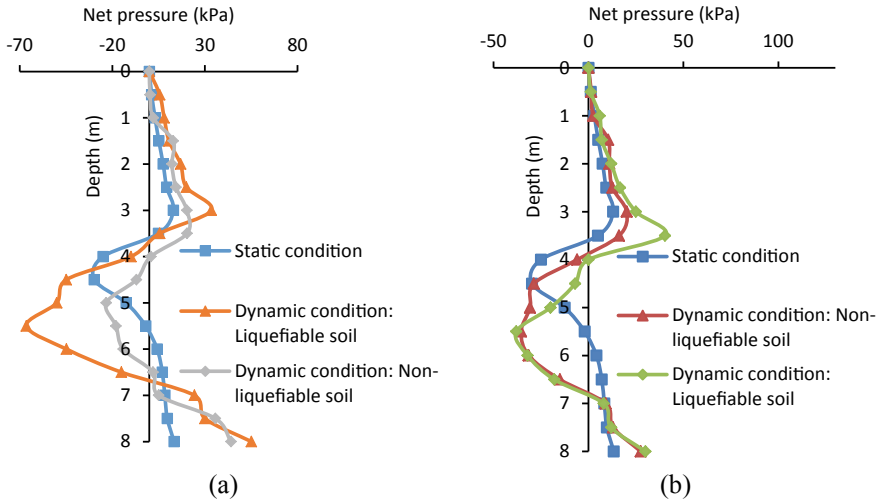 Net pressure (kPa)
-70
-20
30
80
0
1
2
3
4
5
6
7
8
Depth (m)
Static condition
Dynamic condition:
Liquefiable soil
Dynamic condition: Non-
liquefiable soil
(a)
Net pressure (kPa)
-50
0
50
100
0
1
2
3
4
5
6
7
8
Depth (m)
Static condition
Dynamic condition: Non-
liquefiable soil
Dynamic condition:
Liquefiable soil
(b)